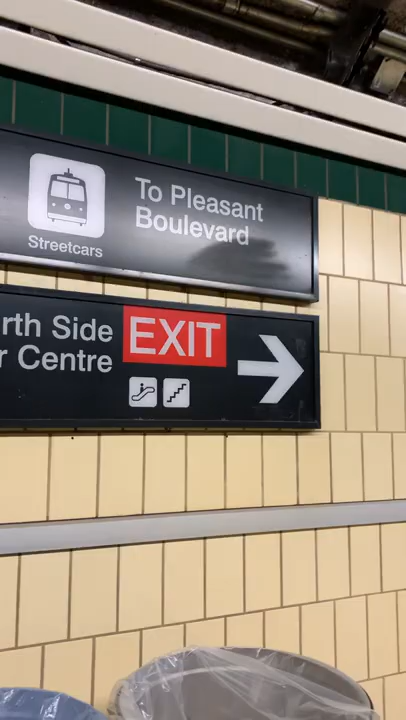 To Pleasant
Boulevard
Streetcars
rth Side EXIT
r Centre